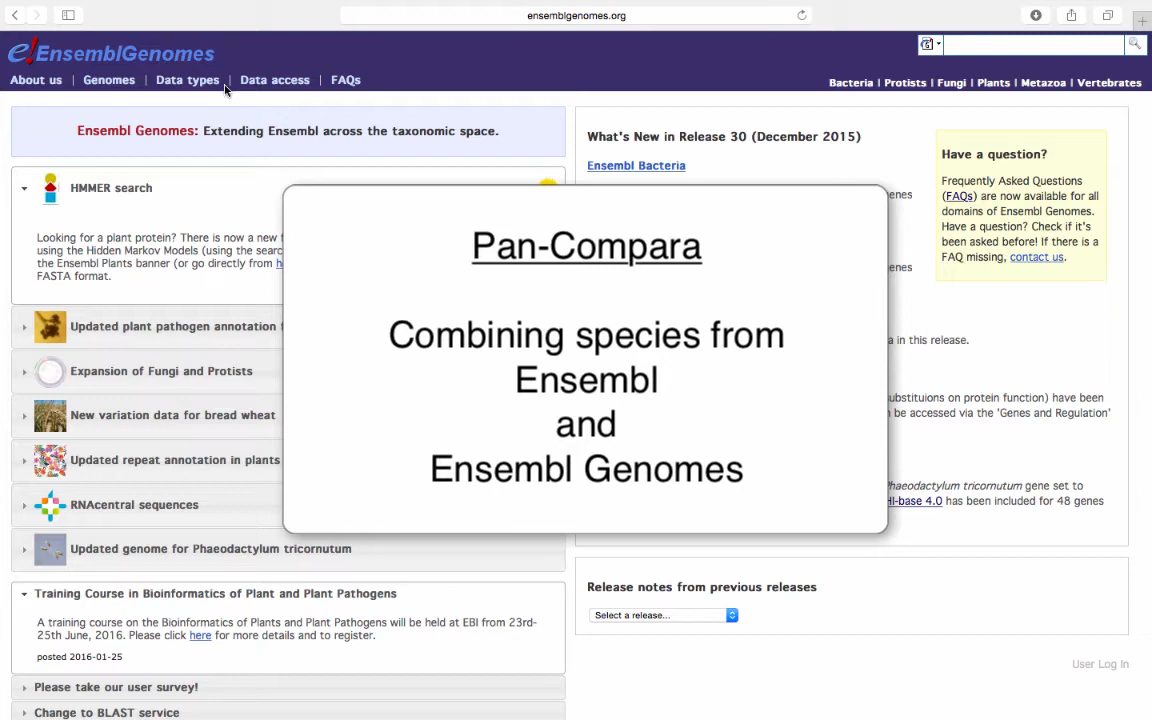 ensemblgenomes.org
e!EnsemblGenomes
About us | Genomes | Data types | Data access | FAQs
Bacteria | Protists | Fungi | Plants | Metazoa | Vertebrates
Ensembl Genomes: Extending Ensembl across the taxonomic space.
HMMER search
Looking for a plant protein? There is now a new
using the Hidden Markov Models (using the
the Ensembl Plants banner (or go directly from
FASTA format.
Updated plant pathogen annotation
Expansion of Fungi and Protists
New variation data for bread wheat
Updated repeat annotation in plants
RNAcentral sequences
Updated genome for Phaeodactylum tricornutum
Training Course in Bioinformatics of Plant and Plant Pathogens
A training course on the Bioinformatics of Plants and Plant Pathogens will be held at EBI from 23rd-
25th June, 2016. Please click here for more details and to register.
posted 2016-01-25
Please take our user survey!
Change to BLAST service
Pan-Compara
Combining species from
Ensembl
and
Ensembl Genomes
What's New in Release 30 (December 2015)
Ensembl Bacteria
enes
enes
a in this release.
substituions on protein function) have been
be accessed via the 'Genes and Regulation'
haeodactylum tricornutum gene set to
HI-base 4.0 has been included for 48 genes
Have a question?
Frequently Asked Questions
(FAQs) are now available for all
domains of Ensembl Genomes.
Have a question? Check if it's
been asked before! If there is a
FAQ missing, contact us.
Release notes from previous releases
Select a release...
User Log In